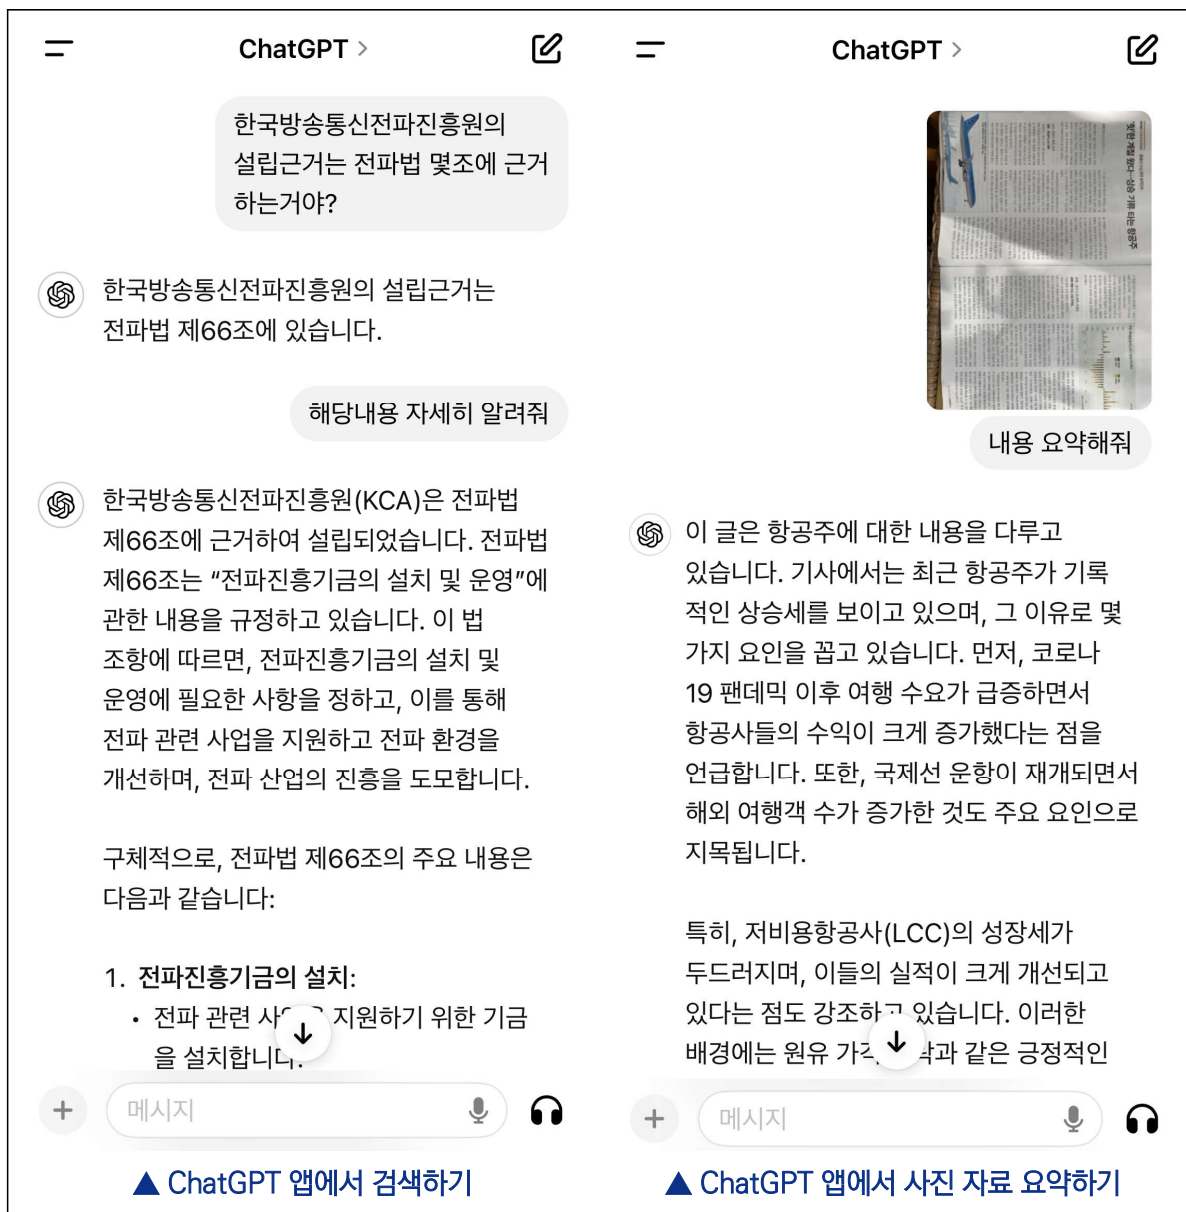 ChatGPT >
한국방송통신전파진흥원의
설립근거는 전파법 몇조에 근거
하는거야?
한국방송통신전파진흥원의 설립근거는
전파법 제66조에 있습니다.
해당내용 자세히 알려줘
한국방송통신전파진흥원(KCA)은 전파법
제66조에 근거하여 설립되었습니다. 전파법
제66조는 “전파진흥기금의 설치 및 운영”에
관한 내용을 규정하고 있습니다. 이 법
조항에 따르면, 전파진흥기금의 설치 및
운영에 필요한 사항을 정하고, 이를 통해
전파 관련 사업을 지원하고 전파 환경을
개선하며, 전파 산업의 진흥을 도모합니다.
구체적으로, 전파법 제66조의 주요 내용은
다음과 같습니다:
1. 전파진흥기금의 설치:
• 전파 관련 지원하기 위한 기금
을 설치합니다.
메시지
▲ ChatGPT 앱에서 검색하기
ChatGPT >
'핫'한 계절 왔다…상승 기류 타는 항공주
내용 요약해줘
이 글은 항공주에 대한 내용을 다루고
있습니다. 기사에서는 최근 항공주가 기록
적인 상승세를 보이고 있으며, 그 이유로 몇
가지 요인을 꼽고 있습니다. 먼저, 코로나
19 팬데믹 이후 여행 수요가 급증하면서
항공사들의 수익이 크게 증가했다는 점을
언급합니다. 또한, 국제선 운항이 재개되면서
해외 여행객 수가 증가한 것도 주요 요인으로
지목됩니다.
특히, 저비용항공사(LCC)의 성장세가
두드러지며, 이들의 실적이 크게 개선되고
있다는 점도 강조하고 있습니다. 이러한
배경에는 원유 가격 같은 긍정적인
메시지
▲ ChatGPT 앱에서 사진 자료 요약하기